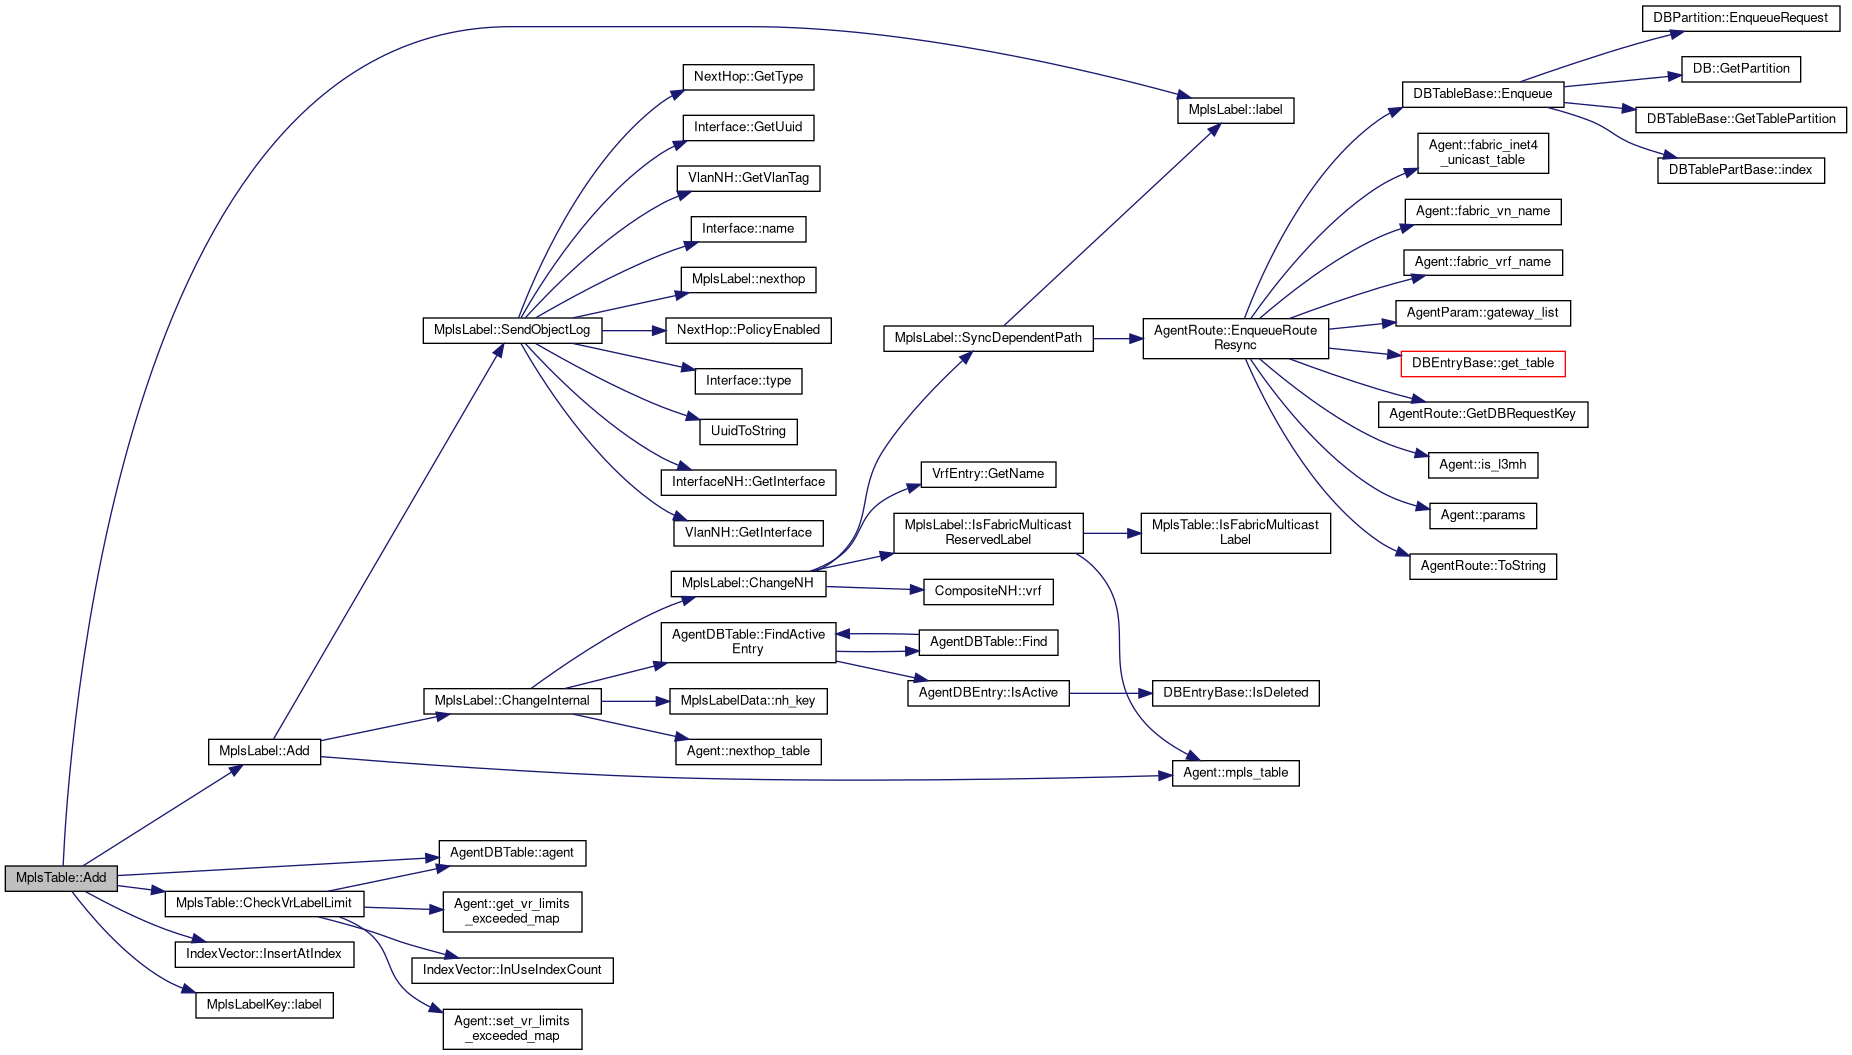 DBPartition::EnqueueRequest
DB::GetPartition
DBTableBase::Enqueue
DBTableBase::GetTablePartition
DBTablePartBase::index
NextHop::GetType
Interface::GetUuid
VlanNH::GetVlanTag
Interface::name
MplsLabel::nexthop
MplsLabel::SendObjectLog
NextHop::PolicyEnabled
Interface::type
UuidToString
InterfaceNH::GetInterface
VlanNH::GetInterface
MplsLabel::label
MplsLabel::SyncDependentPath
AgentRoute::EnqueueRoute
Resync
Agent::fabric_inet4
_unicast_table
Agent::fabric_vn_name
Agent::fabric_vrf_name
AgentParam::gateway_list
DBEntryBase::get_table
AgentRoute::GetDBRequestKey
Agent::is_l3mh
Agent::params
AgentRoute::ToString
VrfEntry::GetName
MplsLabel::IsFabricMulticast
ReservedLabel
MplsTable::IsFabricMulticast
Label
MplsLabel::ChangeNH
CompositeNH::vrf
AgentDBTable::FindActive
Entry
AgentDBTable::Find
AgentDBEntry::IsActive
DBEntryBase::IsDeleted
MplsLabel::ChangeInternal
MplsLabelData::nh_key
Agent::nexthop_table
MplsLabel::Add
Agent::mpls_table
MplsTable::Add
AgentDBTable::agent
MplsTable::CheckVrLabelLimit
Agent::get_vr_limits
_exceeded_map
IndexVector::InsertAtIndex
IndexVector::InUseIndexCount
MplsLabelKey::label
Agent::set_vr_limits
_exceeded_map